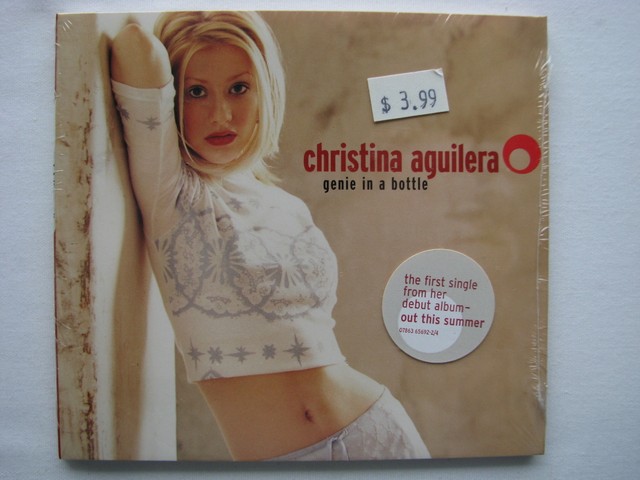 $ 3.99
christina aguilera
genie in a bottle
the first single
from her
debut album-
out this summer
07863 65692-2/4